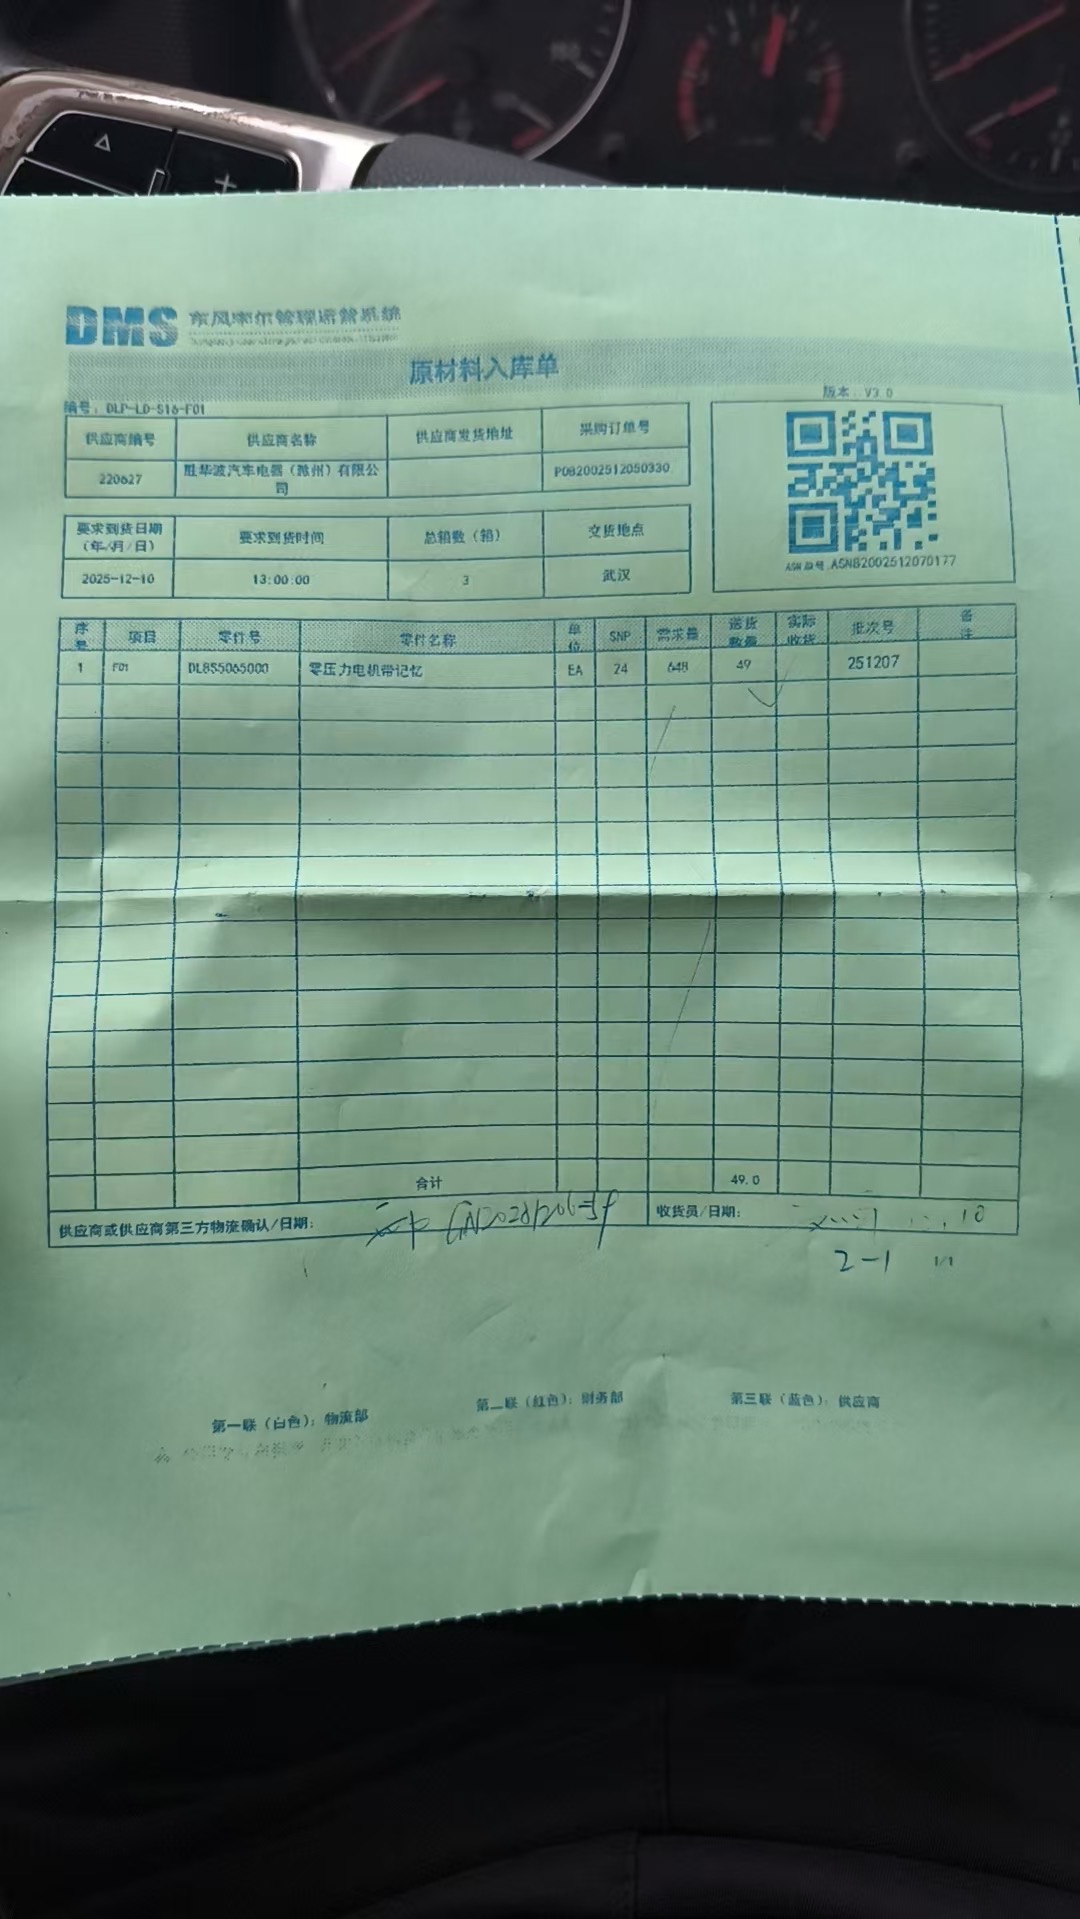 DMS 东风李尔管理运营系统
原材料入库单
编号：DLP-LD-S16-F01
版本：V3.0
供应商编号 供应商名称 供应商发货地址 采购订单号
220627 胜华波汽车电器（滁州）有限公司 PO82002512050330
要求到货日期（年/月/日） 要求到货时间 总箱数（箱） 交货地点
2025-12-10 13:00:00 3 武汉
ASN单号:ASN82002512070177
序号 项目 零件号 零件名称 单位 SNP 需求量 送货数量 实际收货 批次号 备注
1 F01 DL8S5065000 零压力电机带记忆 EA 24 648 49 251207
合计 49.0
供应商或供应商第三方物流确认/日期：
收货员/日期： 10
2-1
第一联（白色）：物流部 第二联（红色）：财务部 第三联（蓝色）：供应商